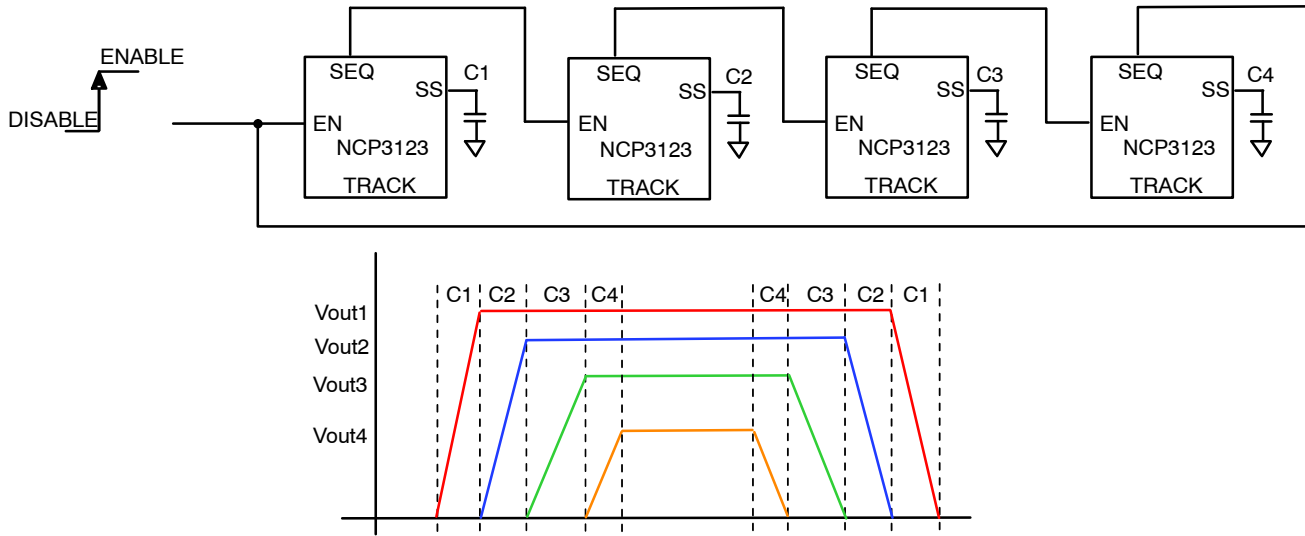 ENABLE
DISABLE
SEQ
C1
SS
EN
NCP3123
TRACK
SEQ
C2
SS
EN
NCP3123
TRACK
SEQ
C3
SS
EN
NCP3123
TRACK
SEQ
C4
SS
EN
NCP3123
TRACK
C1 C2 C3 C4 C4 C3 C2 C1
Vout1
Vout2
Vout3
Vout4